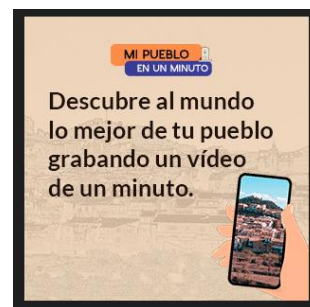 MI PUEBLO
EN UN MINUTO
Descubre al mundo
lo mejor de tu pueblo
grabando un vídeo
de un minuto.